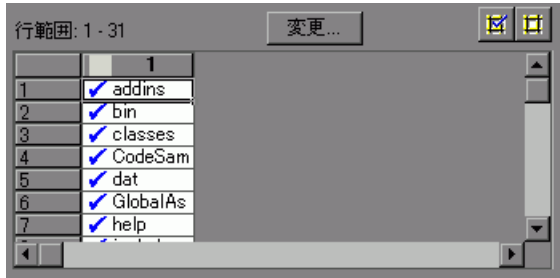 行範囲: 1 - 31 変更...
1
1 addins
2 bin
3 classes
4 CodeSam
5 dat
6 GlobalAs
7 help